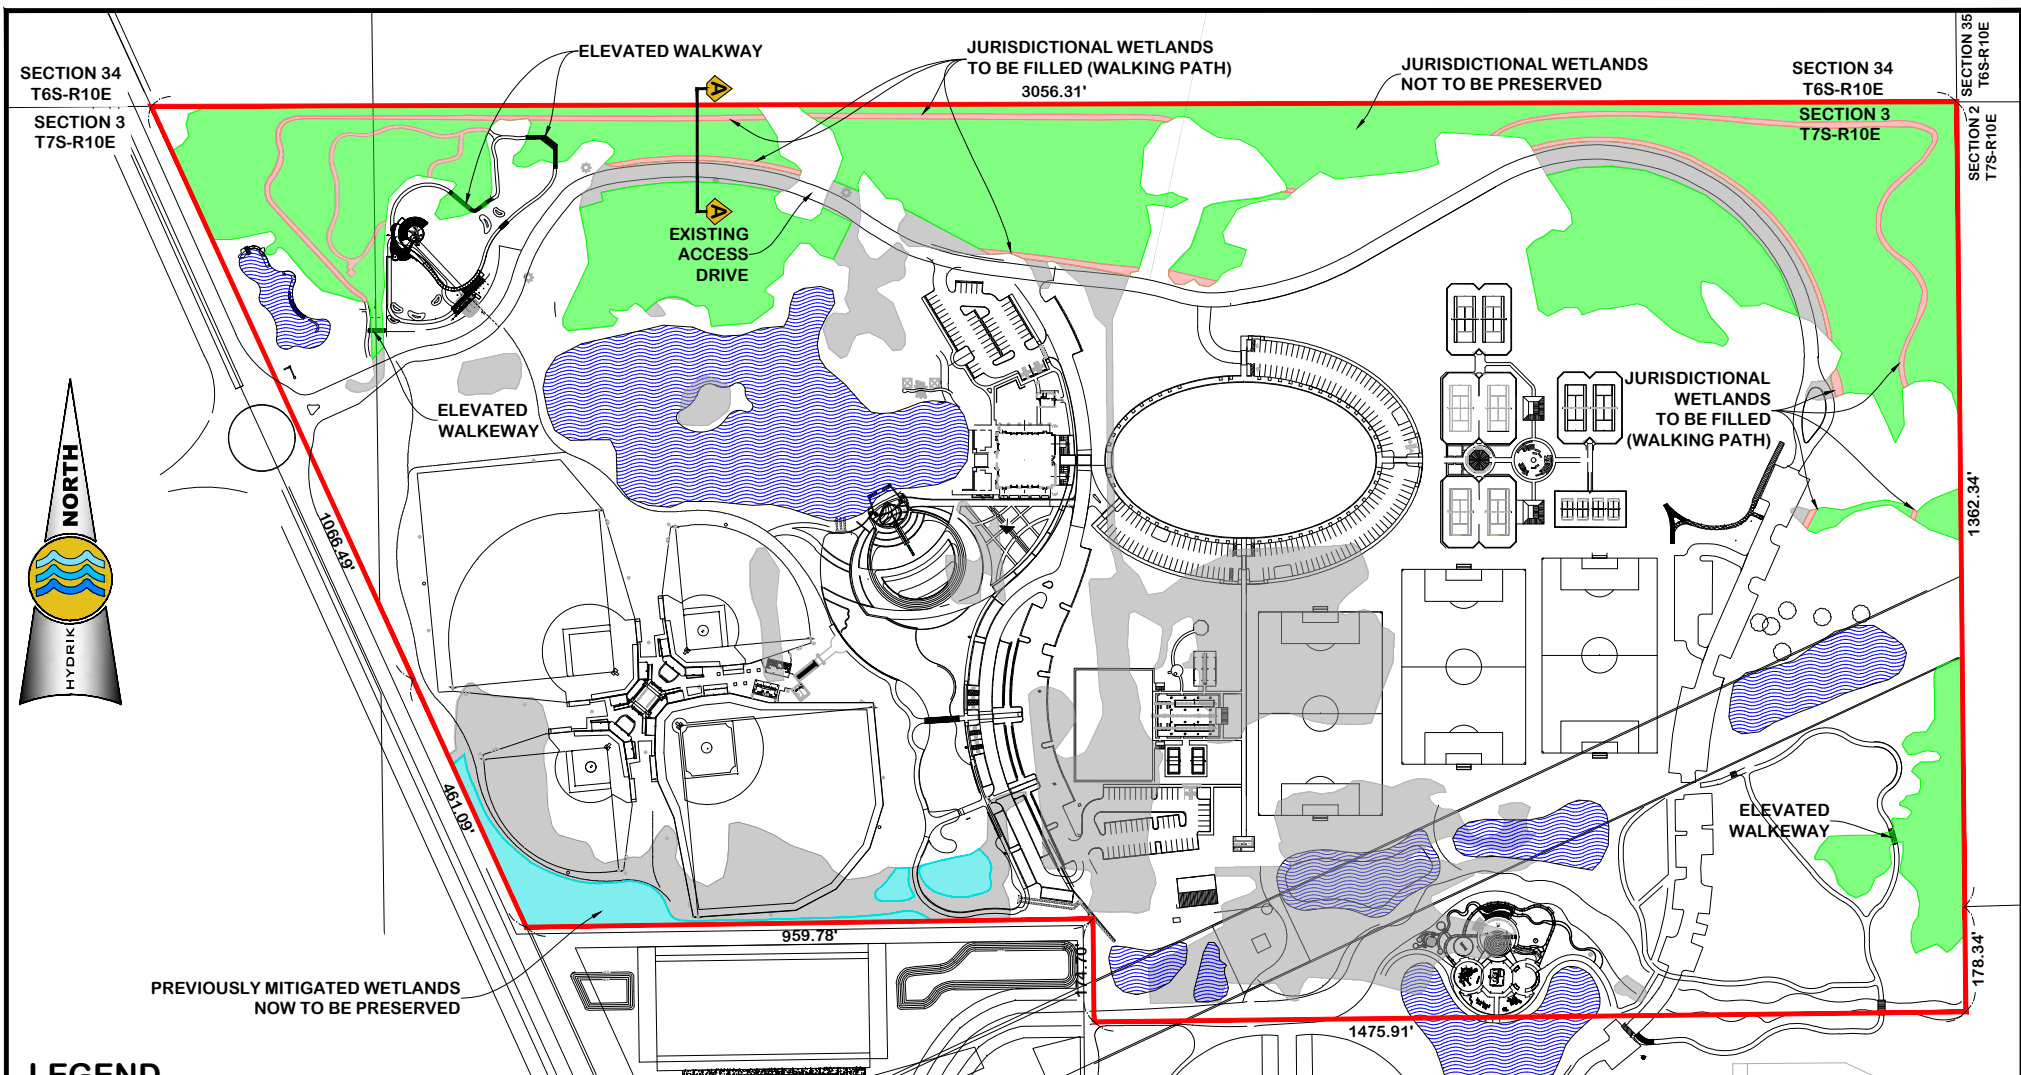 ELEVATED WALKWAY
JURISDICTIONAL WETLANDS
TO BE FILLED (WALKING PATH)
3056.31'
JURISDICTIONAL WETLANDS
NOT TO BE PRESERVED
SECTION 34
T6S-R10E
SECTION 3
T7S-R10E
SECTION 34
T6S-R10E
SECTION 3
T7S-R10E
SECTION 35
T6S-R10E
SECTION 2
T7S-R10E
A
A
EXISTING
ACCESS
DRIVE
ELEVATED
WALKEWAY
JURISDICTIONAL
WETLANDS
TO BE FILLED
(WALKING PATH)
NORTH
HYDRIK
1066.49'
1362.34'
461.09'
ELEVATED
WALKEWAY
959.78'
174.70'
178.34'
PREVIOUSLY MITIGATED WETLANDS
NOW TO BE PRESERVED
1475.91'
LEGEND